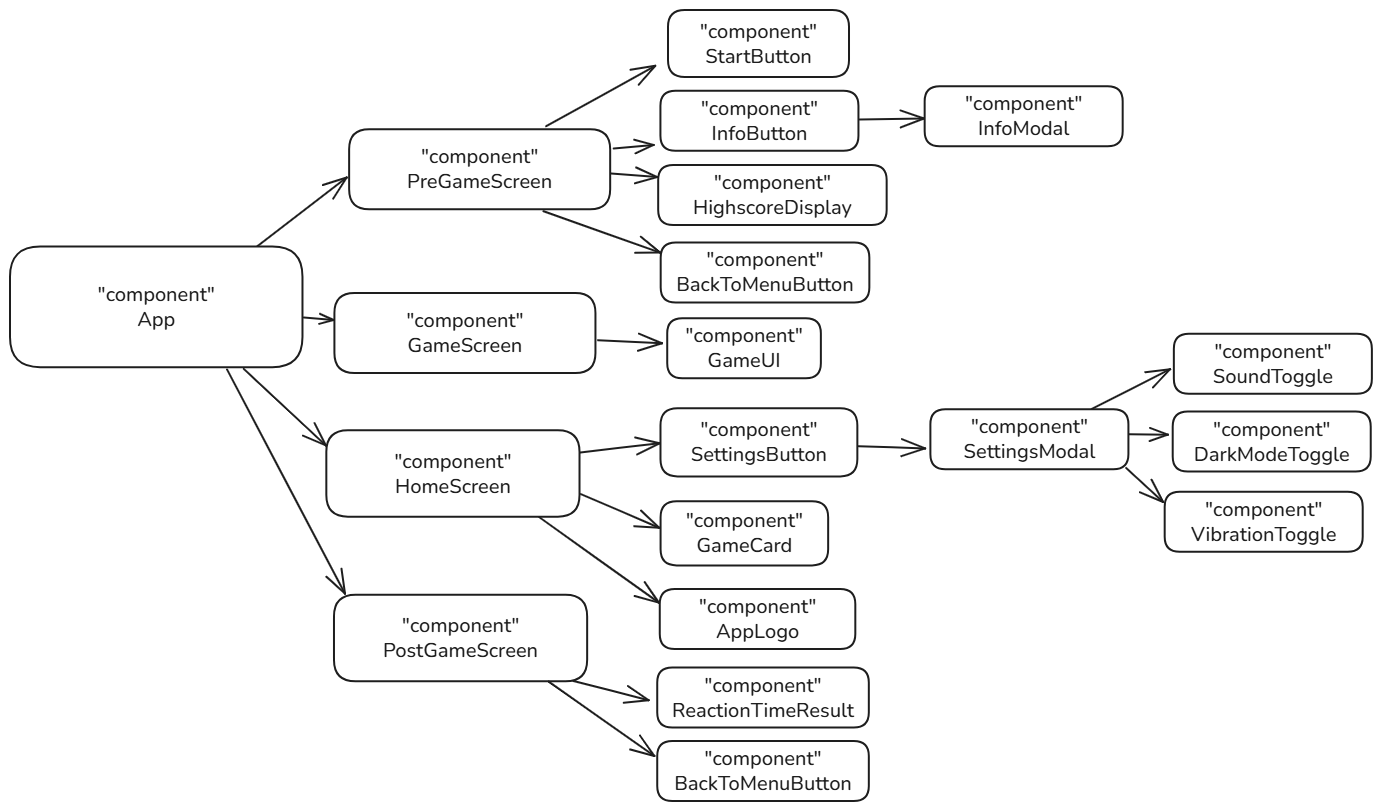 "component"
StartButton
"component"
InfoButton
"component"
InfoModal
"component"
PreGameScreen
"component"
HighscoreDisplay
"component"
BackToMenuButton
"component"
App
"component"
GameScreen
"component"
GameUI
"component"
SoundToggle
"component"
SettingsButton
"component"
SettingsModal
"component"
DarkModeToggle
"component"
HomeScreen
"component"
GameCard
"component"
VibrationToggle
"component"
AppLogo
"component"
PostGameScreen
"component"
ReactionTimeResult
"component"
BackToMenuButton